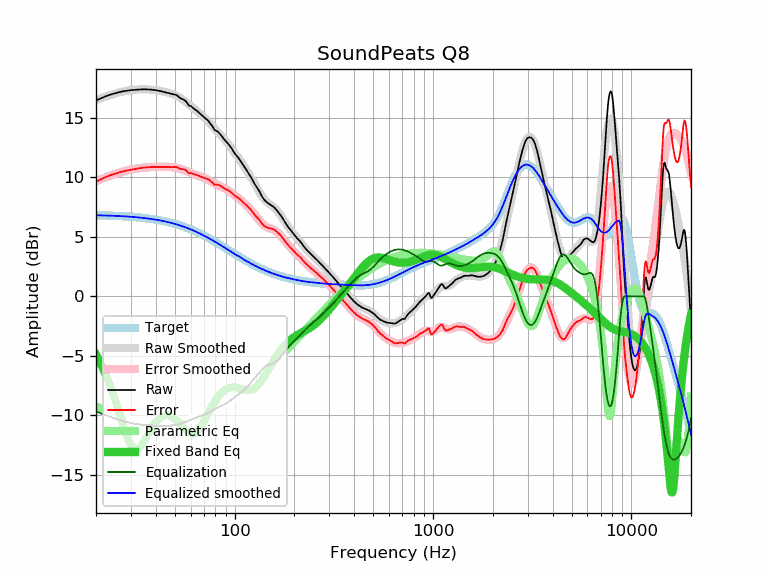 SoundPeats Q8
Amplitude (dBr)
15
10
5
0
−5
−10
−15
Target
Raw Smoothed
Error Smoothed
Raw
Error
Parametric Eq
Fixed Band Eq
Equalization
Equalized smoothed
100
1000
10000
Frequency (Hz)